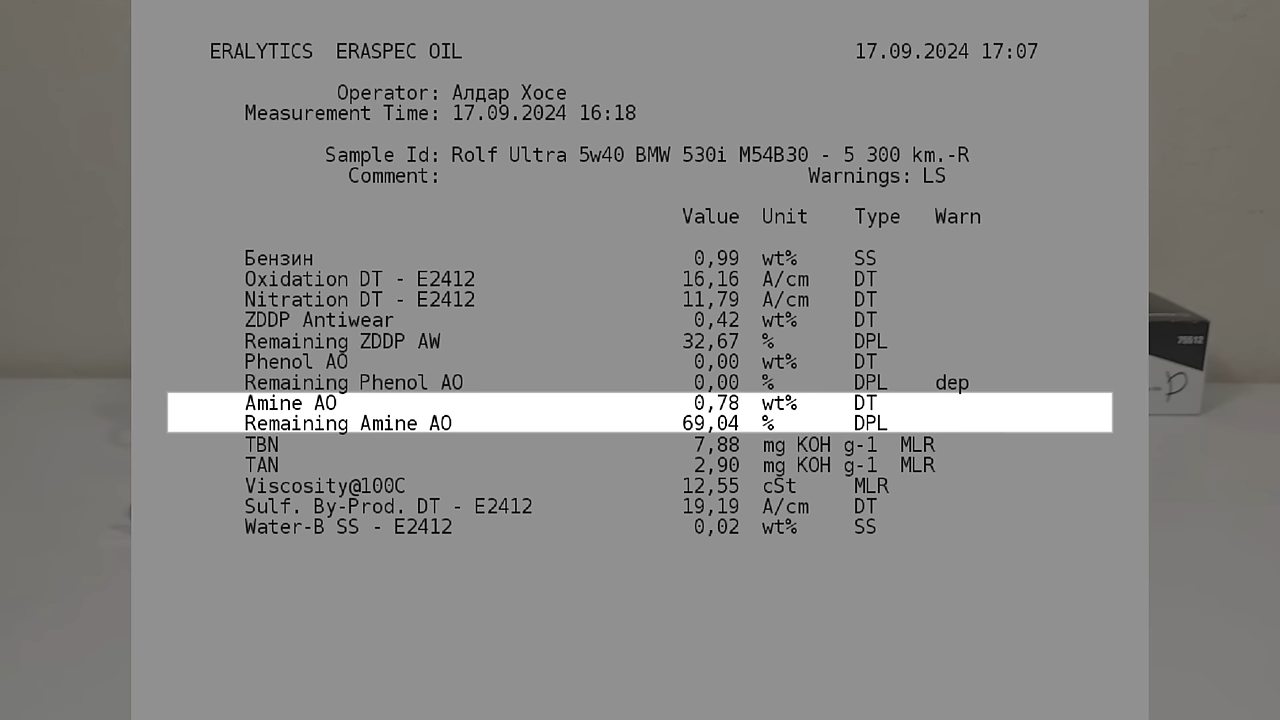 ERALYTICS ERASPEC OIL 17.09.2024 17:07
Operator: Алдар Хосе
Measurement Time: 17.09.2024 16:18
Sample Id: Rolf Ultra 5w40 BMW 530i M54B30 - 5 300 km.-R
Comment: Warnings: LS
Value Unit Type Warn
Бензин 0,99 wt% SS
Oxidation DT - E2412 16,16 A/cm DT
Nitration DT - E2412 11,79 A/cm DT
ZDDP Antiwear 0,42 wt% DT
Remaining ZDDP AW 32,67 % DPL
Phenol AO 0,00 wt% DT
Remaining Phenol AO 0,00 % DPL dep
Amine AO 0,78 wt% DT
Remaining Amine AO 69,04 % DPL
TBN 7,88 mg KOH g-1 MLR
TAN 2,90 mg KOH g-1 MLR
Viscosity@100C 12,55 cSt MLR
Sulf. By-Prod. DT - E2412 19,19 A/cm DT
Water-B SS - E2412 0,02 wt% SS